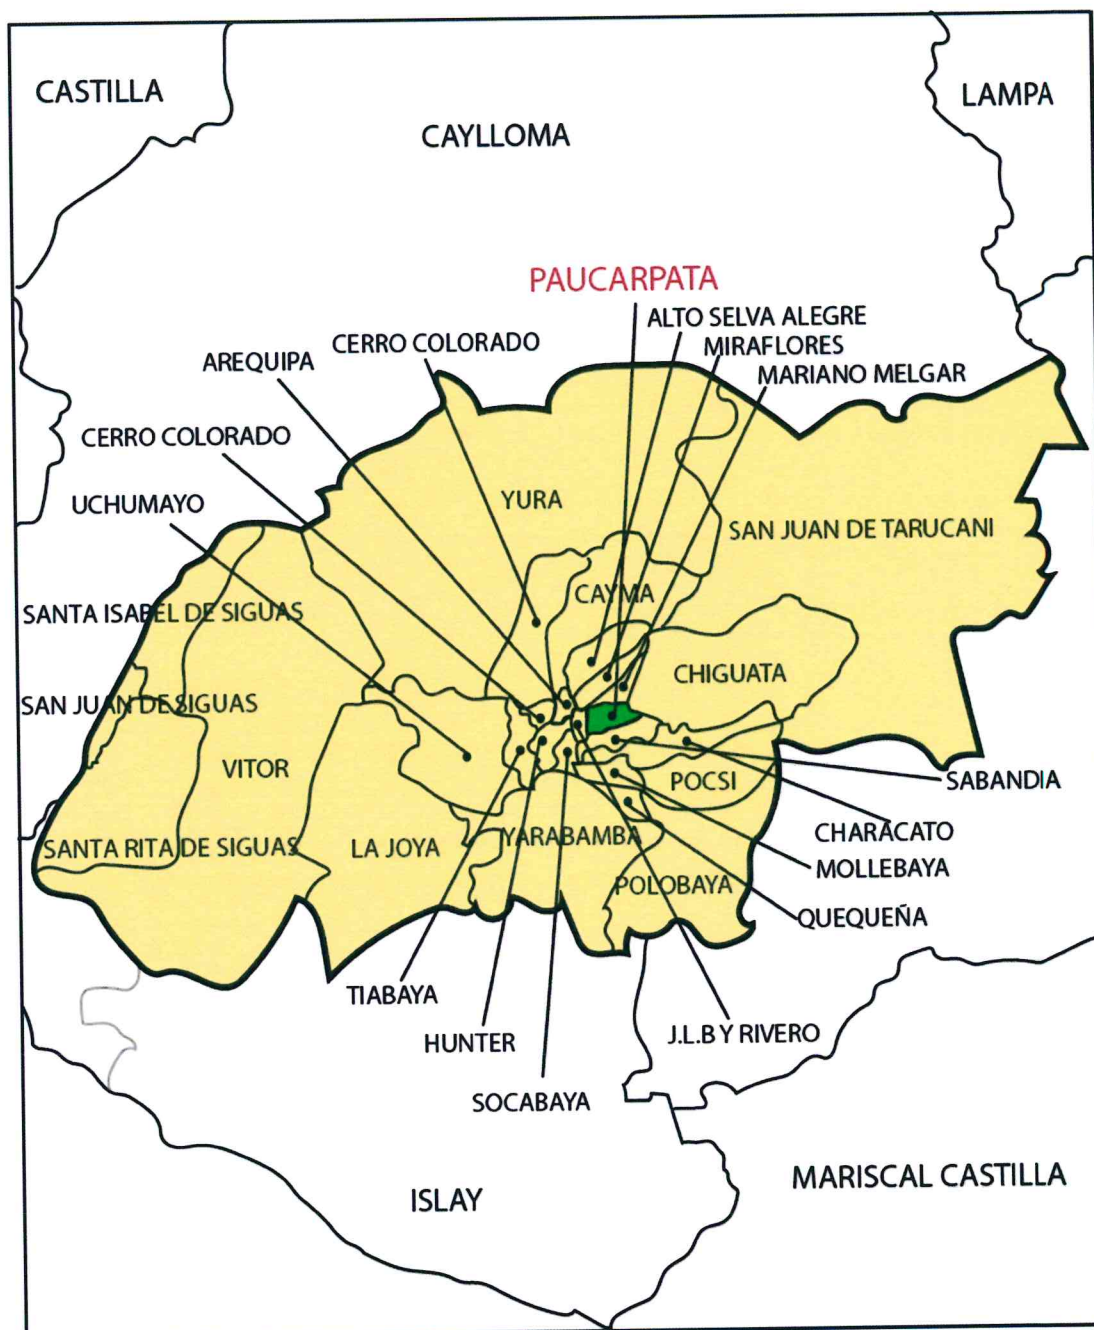 CASTILLA
LAMPA
CAYLLOMA
PAUCARPATA
ALTO SELVA ALEGRE
CERRO COLORADO
MIRAFLORES
AREQUIPA
MARIANO MELGAR
CERRO COLORADO
UCHUMAYO
YURA
SAN JUAN DE TARUCANI
CAYMA
SANTA ISABEL DE SIGUAS
CHIGUATA
SAN JUAN DE SIGUAS
VITOR
POCSI
SABANDIA
SANTA RITA DE SIGUAS
LA JOYA
YARABAMBA
CHARACATO
MOLLEBAYA
POLOBAYA
QUEQUEÑA
TIABAYA
HUNTER
J.L.B Y RIVERO
SOCABAYA
ISLAY
MARISCAL CASTILLA